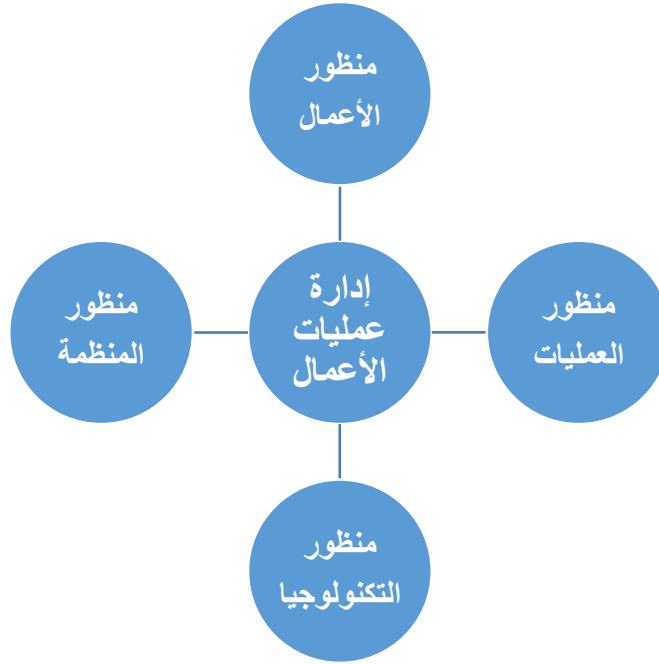 منظور
الأعمال
إدارة
عمليات
الأعمال
منظور
العمليات
منظور
المنظمة
منظور
التكنولوجيا